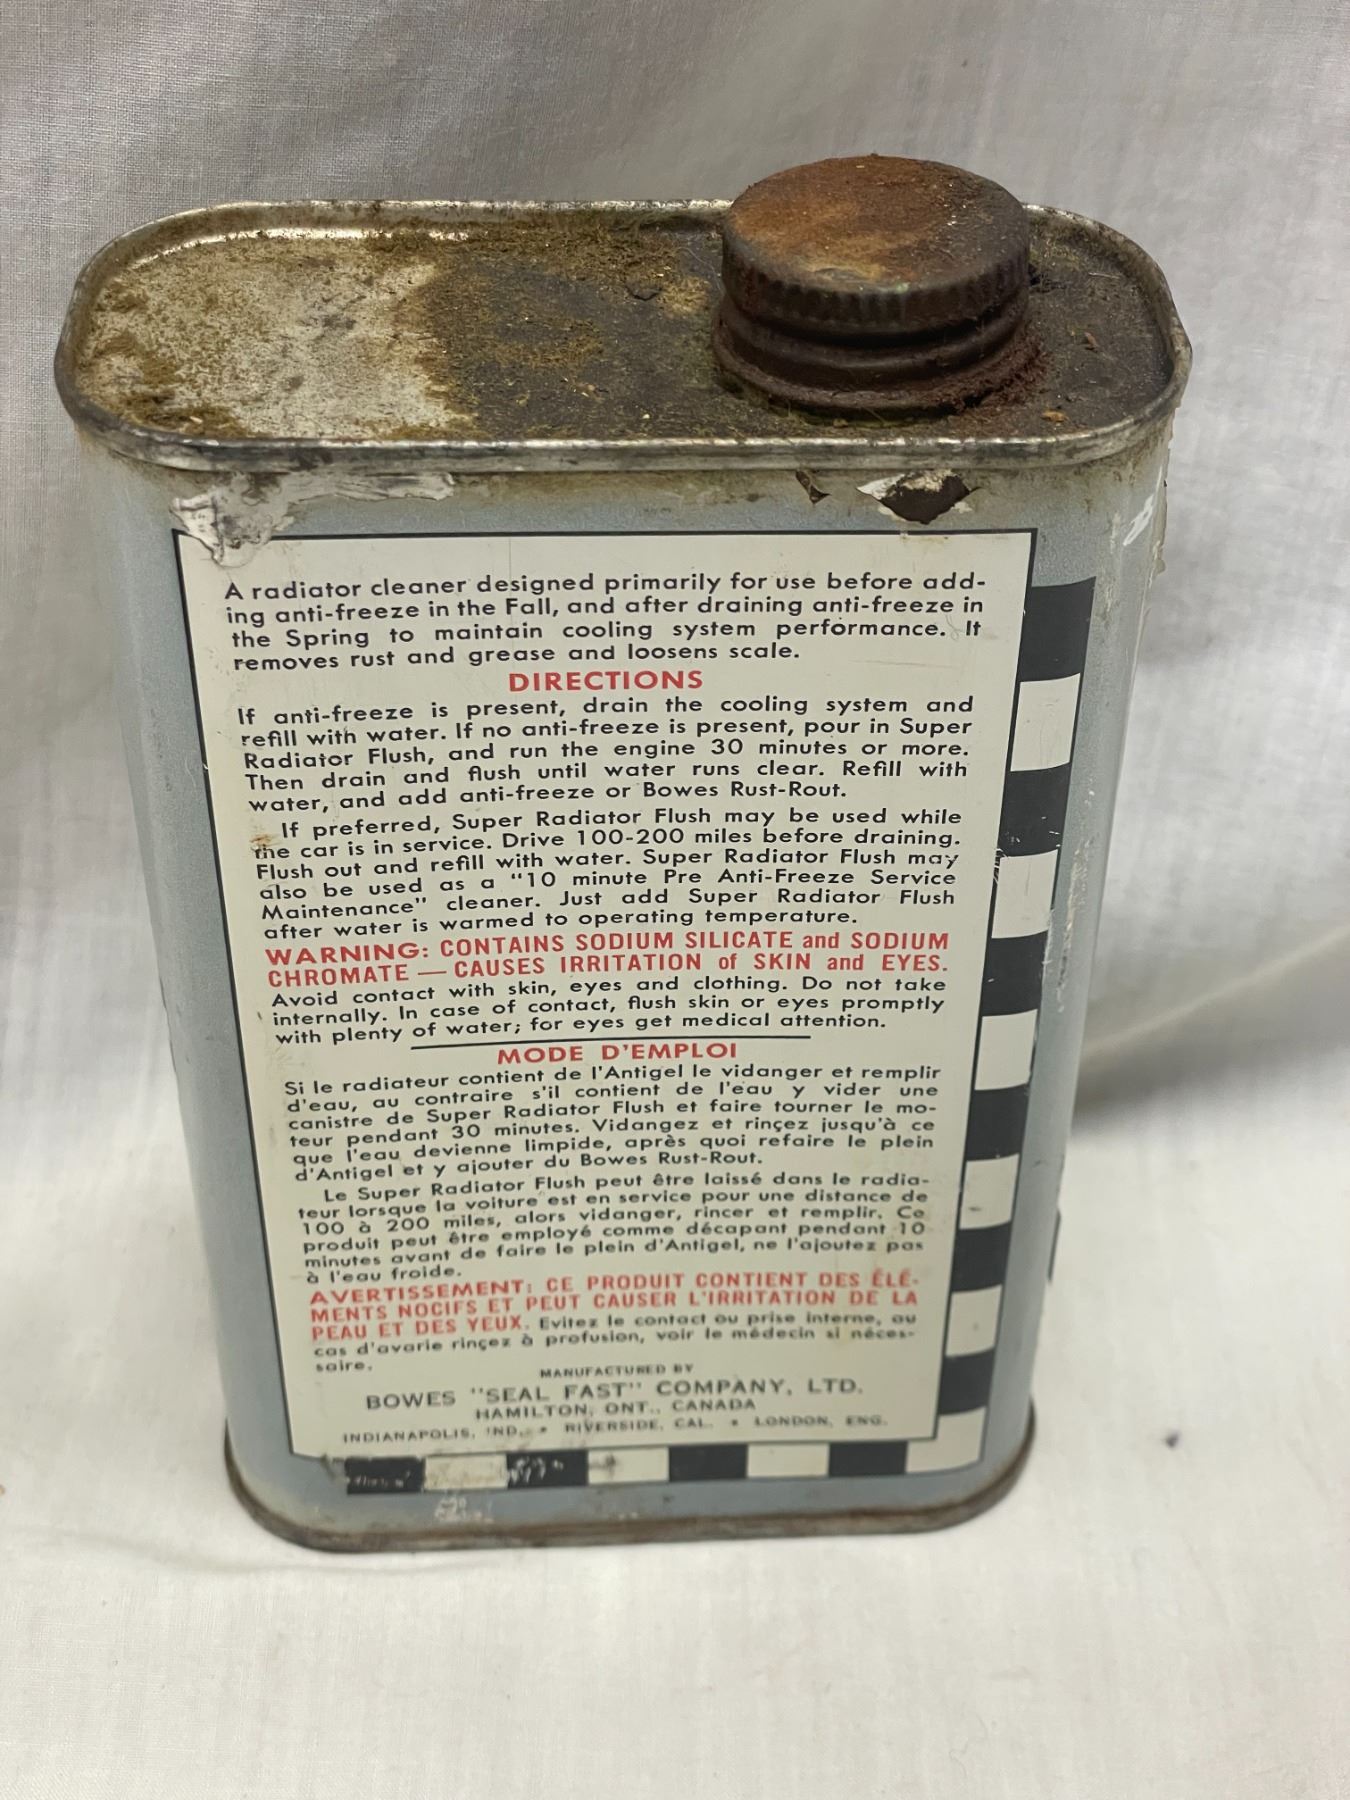 A radiator cleaner designed primarily for use before add-
ing anti-freeze in the Fall, and after draining anti-freeze in
the Spring to maintain cooling system performance. It
removes rust and grease and loosens scale.
DIRECTIONS
If anti-freeze is present, drain the cooling system and
refill with water. If no anti-freeze is present, pour in Super
Radiator Flush, and run the engine 30 minutes or more.
Then drain and flush until water runs clear. Refill with
water, and add anti-freeze or Bowes Rust-Rout.
If preferred, Super Radiator Flush may be used while
the car is in service. Drive 100-200 miles before draining.
Flush out and refill with water. Super Radiator Flush may
also be used as a "10 minute Pre Anti-Freeze Service
Maintenance" cleaner. Just add Super Radiator Flush
after water is warmed to operating temperature.
WARNING: CONTAINS SODIUM SILICATE and SODIUM
CHROMATE — CAUSES IRRITATION of SKIN and EYES.
Avoid contact with skin, eyes and clothing. Do not take
internally. In case of contact, flush skin or eyes promptly
with plenty of water; for eyes get medical attention.
MODE D'EMPLOI
Si le radiateur contient de l'Antigel le vidanger et remplir
d'eau, au contraire s'il contient de l'eau y vider une
canistre de Super Radiator Flush et faire tourner le mo-
teur pendant 30 minutes. Vidangez et rinçez jusqu'à ce
que l'eau devienne limpide, après quoi refaire le plein
d'Antigel et y ajouter du Bowes Rust-Rout.
Le Super Radiator Flush peut être laissé dans le radia-
teur lorsque la voiture est en service pour une distance de
100 à 200 miles, alors vidanger, rincer et remplir. Ce
produit peut être employé comme décapant pendant 10
minutes avant de faire le plein d'Antigel, ne l'ajoutez pas
à l'eau froide.
AVERTISSEMENT: CE PRODUIT CONTIENT DES ÉLÉ-
MENTS NOCIFS ET PEUT CAUSER L'IRRITATION DE LA
PEAU ET DES YEUX. Evitez le contact ou prise interne, au
cas d'avarie rinçez à profusion, voir le médecin si néces-
saire.
MANUFACTURED BY
BOWES "SEAL FAST" COMPANY, LTD.
HAMILTON, ONT., CANADA
INDIANAPOLIS, IND. • RIVERSIDE, CAL. • LONDON, ENG.